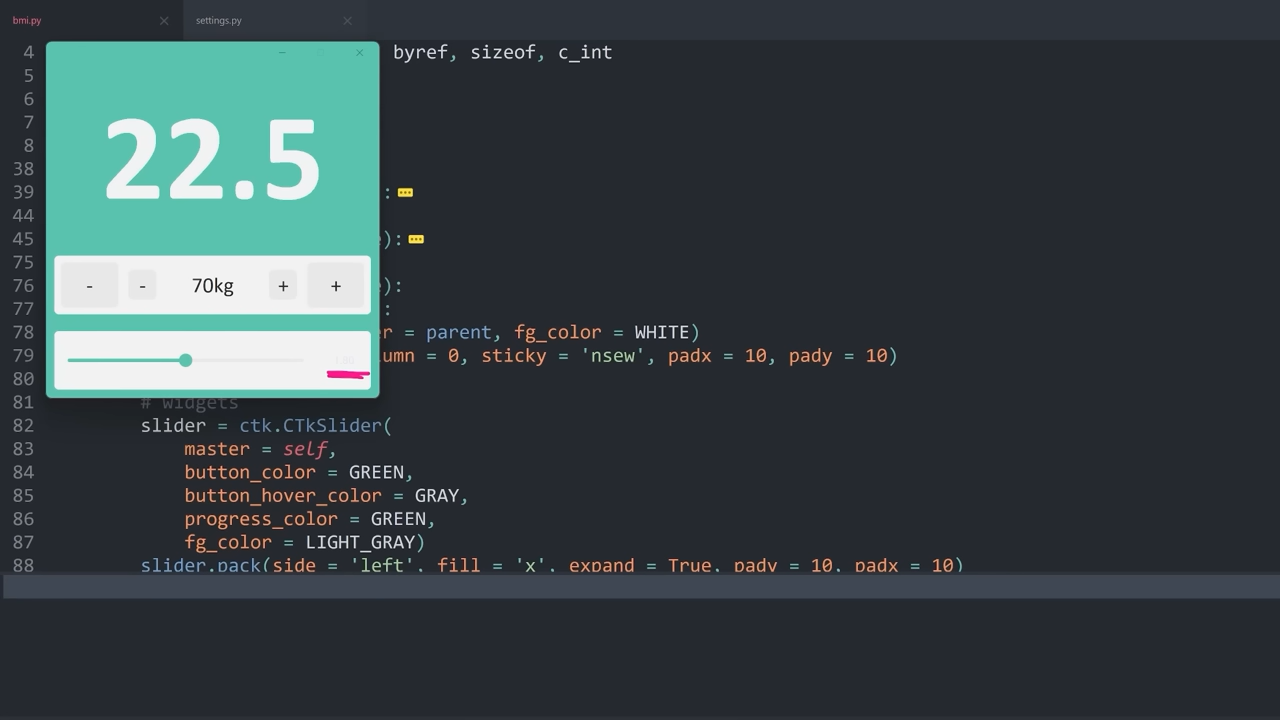 bmi.py
settings.py
4 byref, sizeof, c_int
5
6
7
8
38
39 :
44
45 ):
75
76 ):
77 :
78 = parent, fg_color = WHITE)
79 = 0, sticky = 'nsew', padx = 10, pady = 10)
80
81 # widgets
82 slider = ctk.CTkSlider(
83 master = self,
84 button_color = GREEN,
85 button_hover_color = GRAY,
86 progress_color = GREEN,
87 fg_color = LIGHT_GRAY)
88 slider.pack(side = 'left', fill = 'x', expand = True, pady = 10, padx = 10)
22.5
- - 70kg + +